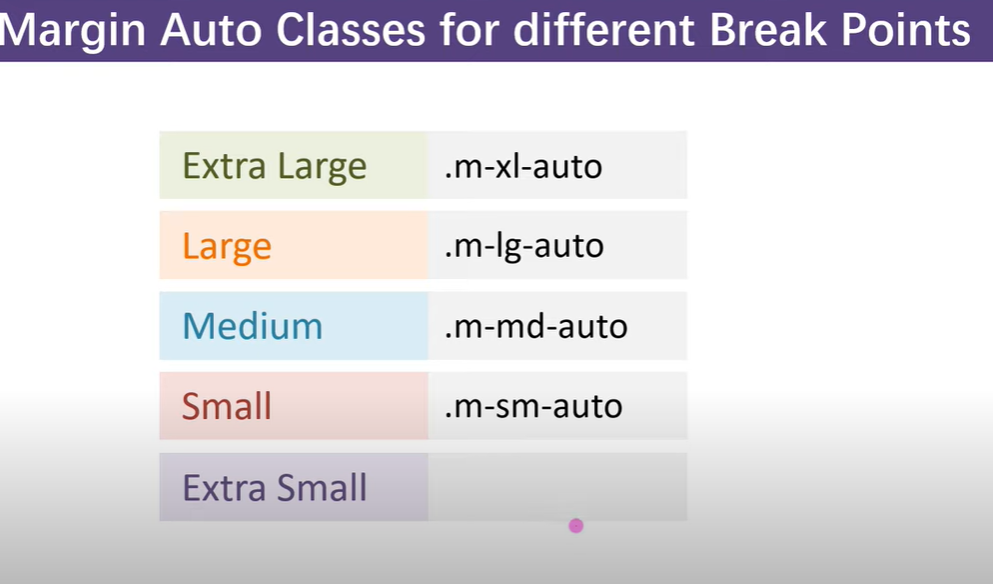 Margin Auto Classes for different Break Points
Extra Large .m-xl-auto
Large .m-lg-auto
Medium .m-md-auto
Small .m-sm-auto
Extra Small